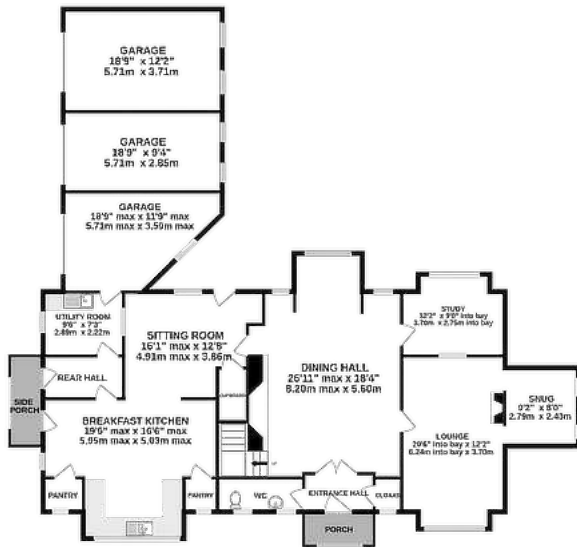 GARAGE
18'9" x 12'2"
5.71m x 3.71m
GARAGE
18'9" x 9'4"
5.71m x 2.85m
GARAGE
18'9" max x 11'9" max
5.71m max x 3.59m max
UTILITY ROOM
9'6" x 7'3"
2.89m x 2.22m
SITTING ROOM
16'1" max x 12'8"
4.91m max x 3.86m
STUDY
12'2" x 9'0" into bay
3.70m x 2.75m into bay
DINING HALL
26'11" max x 18'4"
8.20m max x 5.60m
REAR HALL
CUPBOARD
SIDE
PORCH
SNUG
9'2" x 8'0"
2.79m x 2.43m
BREAKFAST KITCHEN
19'6" max x 16'6" max
5.95m max x 5.03m max
LOUNGE
20'6" into bay x 12'2"
6.24m into bay x 3.70m
UP
PANTRY
PANTRY
WC
ENTRANCE HALL
CLOAKS
PORCH